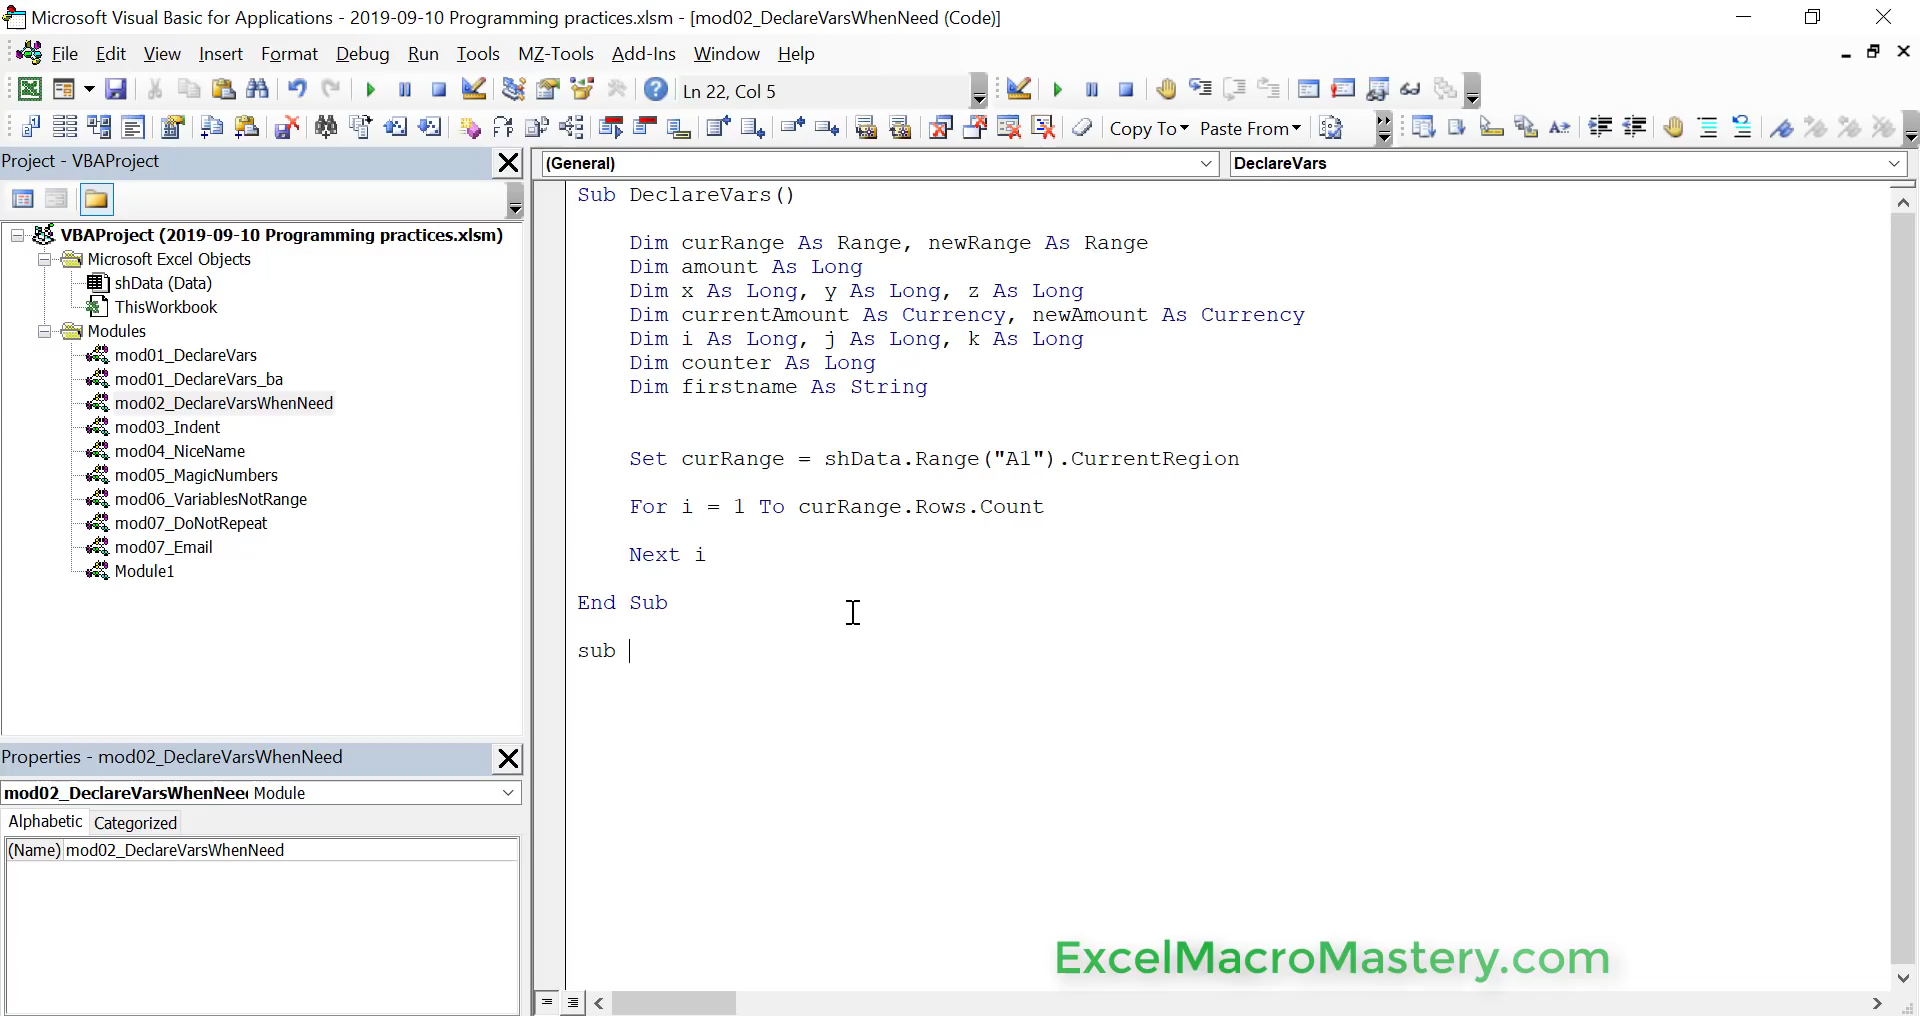 Microsoft Visual Basic for Applications - 2019-09-10 Programming practices.xlsm - [mod02_DeclareVarsWhenNeed (Code)]
File Edit View Insert Format Debug Run Tools MZ-Tools Add-Ins Window Help
Ln 22, Col 5
Copy To Paste From
Project - VBAProject
(General) DeclareVars
VBAProject (2019-09-10 Programming practices.xlsm)
Microsoft Excel Objects
shData (Data)
ThisWorkbook
Modules
mod01_DeclareVars
mod01_DeclareVars_ba
mod02_DeclareVarsWhenNeed
mod03_Indent
mod04_NiceName
mod05_MagicNumbers
mod06_VariablesNotRange
mod07_DoNotRepeat
mod07_Email
Module1
Properties - mod02_DeclareVarsWhenNeed
mod02_DeclareVarsWhenNee Module
Alphabetic Categorized
(Name) mod02_DeclareVarsWhenNeed
Sub DeclareVars()
Dim curRange As Range, newRange As Range
Dim amount As Long
Dim x As Long, y As Long, z As Long
Dim currentAmount As Currency, newAmount As Currency
Dim i As Long, j As Long, k As Long
Dim counter As Long
Dim firstname As String
Set curRange = shData.Range("A1").CurrentRegion
For i = 1 To curRange.Rows.Count
Next i
End Sub
sub
ExcelMacroMastery.com